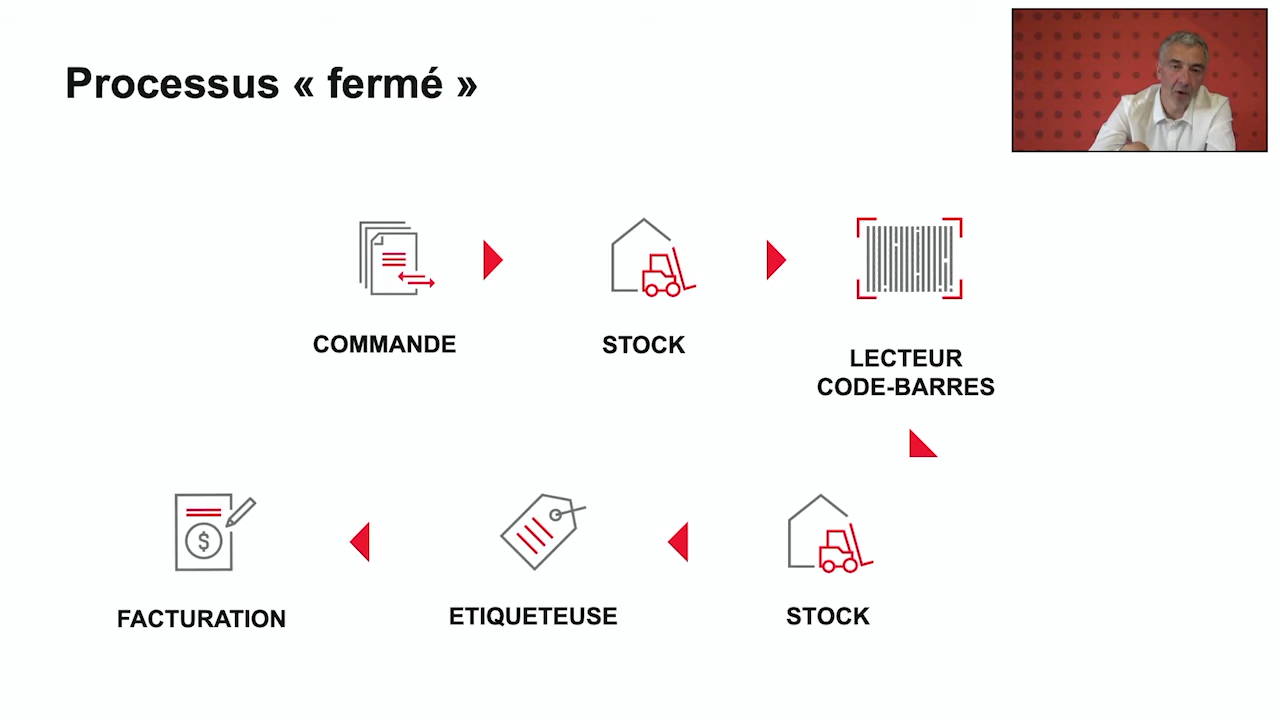 Processus « fermé »
COMMANDE
STOCK
LECTEUR
CODE-BARRES
FACTURATION
$
ETIQUETEUSE
STOCK